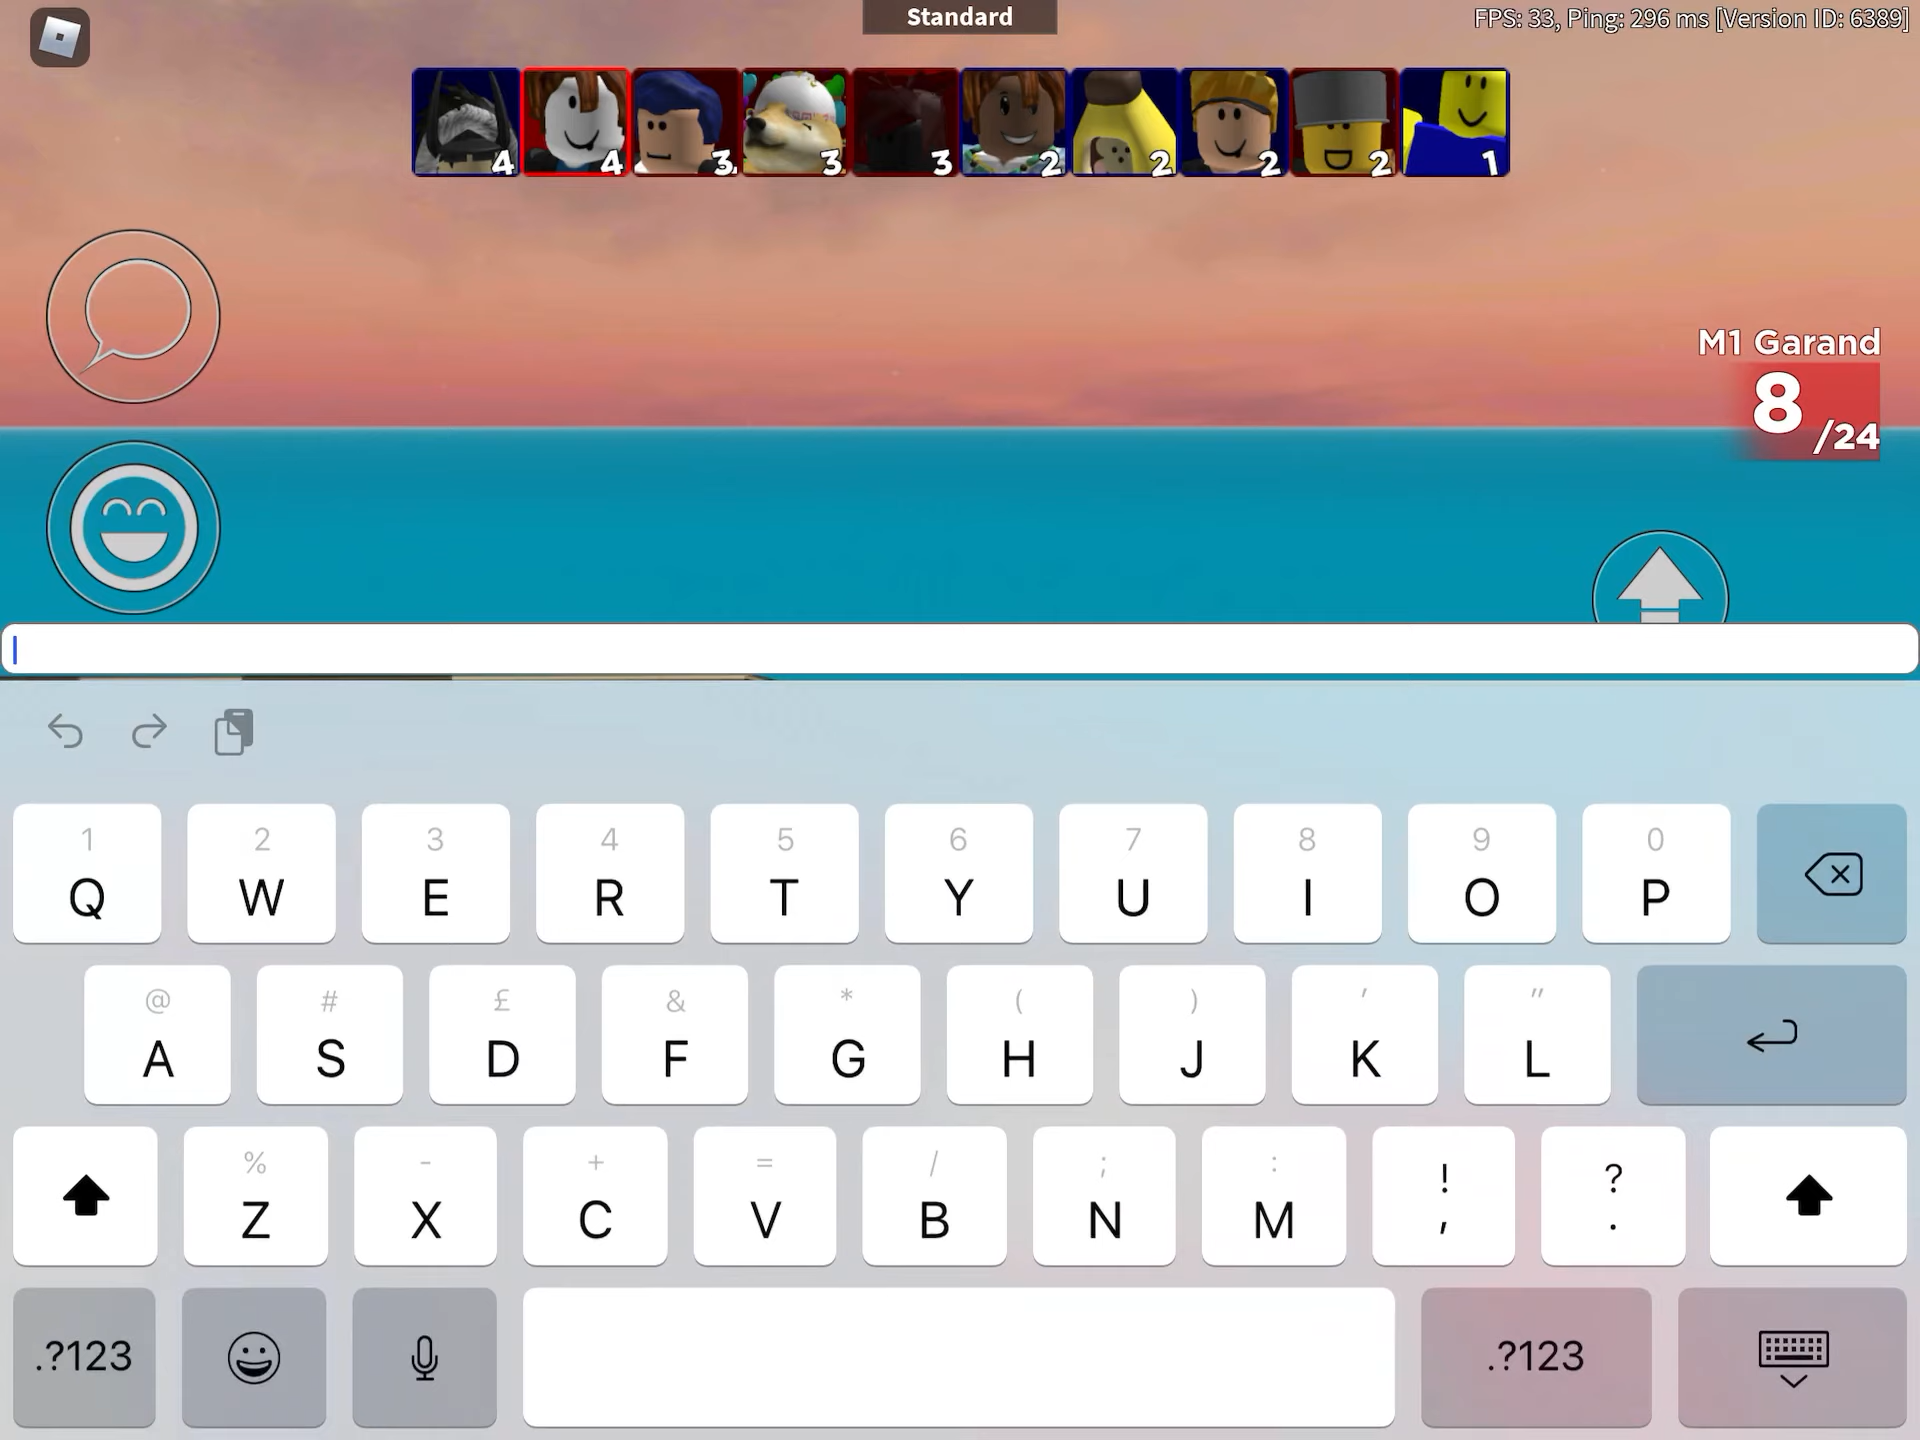 Standard
FPS: 33, Ping: 296 ms [Version ID: 6389]
4 4 3 3 3 2 2 2 2 1
M1 Garand
8
/24
1 2 3 4 5 6 7 8 9 0
Q W E R T Y U I O P
@ # £ & * ( ) ' "
A S D F G H J K L
% - + = / ; : ! ?
Z X C V B N M , .
.?123 .?123